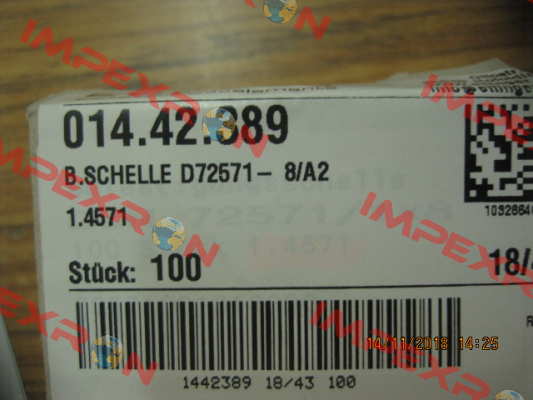 014.42.389
B.SCHELLE D72571- 8/A2
1.4571
Stück: 100
18/4
1442389 18/43 100
14/11/2018 14:25
IMPEXRON